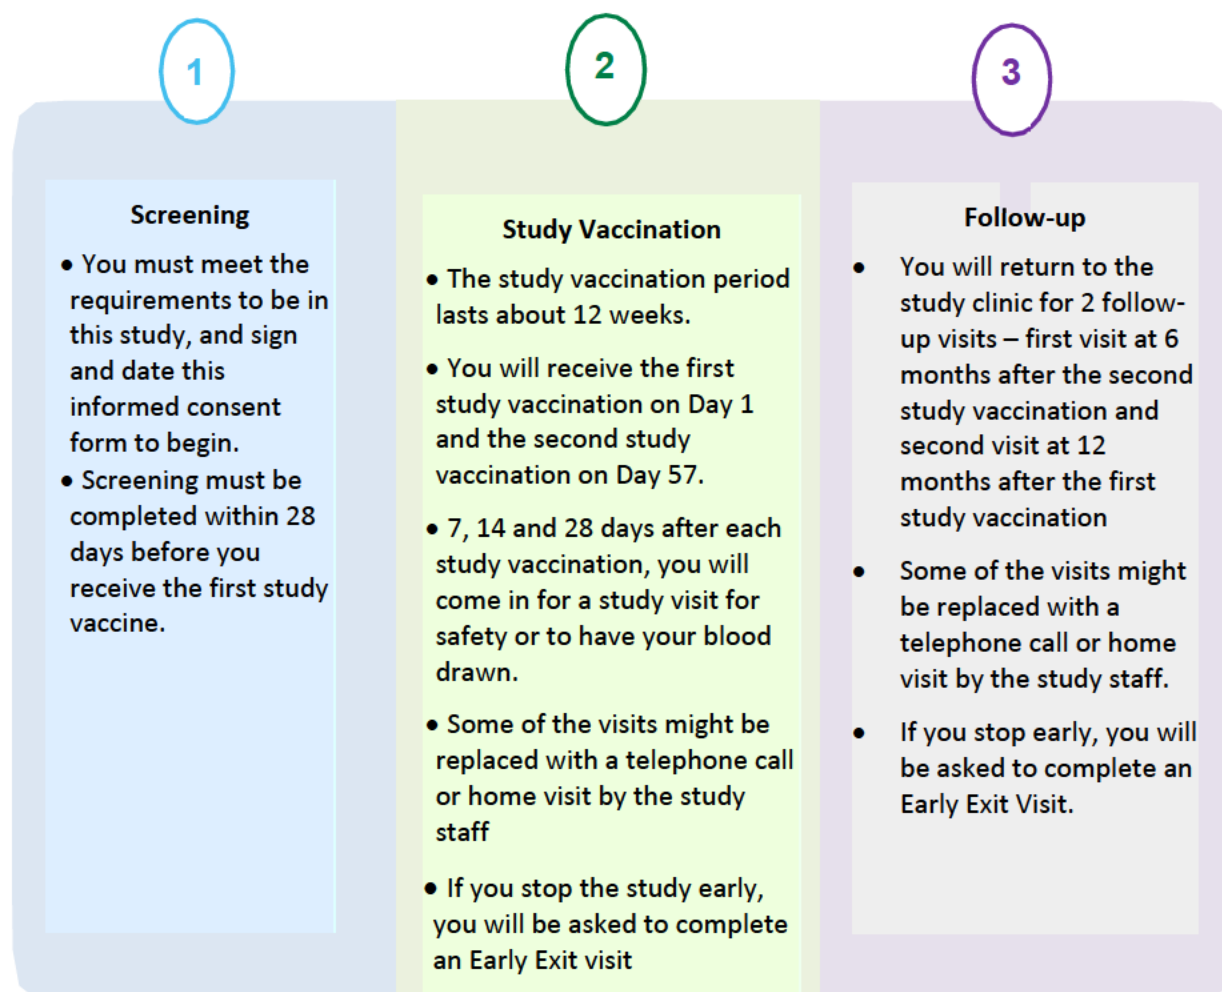 1
Screening
● You must meet the
requirements to be in
this study, and sign
and date this
informed consent
form to begin.
● Screening must be
completed within 28
days before you
receive the first study
vaccine.
2
Study Vaccination
● The study vaccination period
lasts about 12 weeks.
● You will receive the first
study vaccination on Day 1
and the second study
vaccination on Day 57.
● 7, 14 and 28 days after each
study vaccination, you will
come in for a study visit for
safety or to have your blood
drawn.
● Some of the visits might be
replaced with a telephone call
or home visit by the study
staff
● If you stop the study early,
you will be asked to complete
an Early Exit visit
3
Follow-up
● You will return to the
study clinic for 2 follow-
up visits – first visit at 6
months after the second
study vaccination and
second visit at 12
months after the first
study vaccination
● Some of the visits might
be replaced with a
telephone call or home
visit by the study staff.
● If you stop early, you will
be asked to complete an
Early Exit Visit.